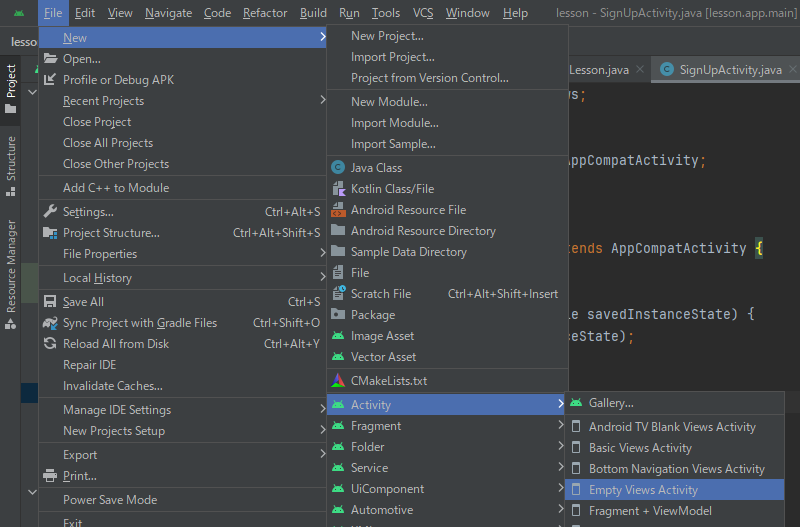 File Edit View Navigate Code Refactor Build Run Tools VCS Window Help lesson - SignUpActivity.java [lesson.app.main]
lesso
Project
Structure
Resource Manager
New
Open...
Profile or Debug APK
Recent Projects
Close Project
Close All Projects
Close Other Projects
Add C++ to Module
Settings... Ctrl+Alt+S
Project Structure... Ctrl+Alt+Shift+S
File Properties
Local History
Save All Ctrl+S
Sync Project with Gradle Files Ctrl+Shift+O
Reload All from Disk Ctrl+Alt+Y
Repair IDE
Invalidate Caches...
Manage IDE Settings
New Projects Setup
Export
Print...
Power Save Mode
Exit
New Project...
Import Project...
Project from Version Control...
New Module...
Import Module...
Import Sample...
Java Class
Kotlin Class/File
Android Resource File
Android Resource Directory
Sample Data Directory
File
Scratch File Ctrl+Alt+Shift+Insert
Package
Image Asset
Vector Asset
CMakeLists.txt
Activity
Fragment
Folder
Service
UiComponent
Automotive
Gallery...
Android TV Blank Views Activity
Basic Views Activity
Bottom Navigation Views Activity
Empty Views Activity
Fragment + ViewModel
Lesson.java SignUpActivity.java
s;
AppCompatActivity;
tends AppCompatActivity {
le savedInstanceState) {
ceState);